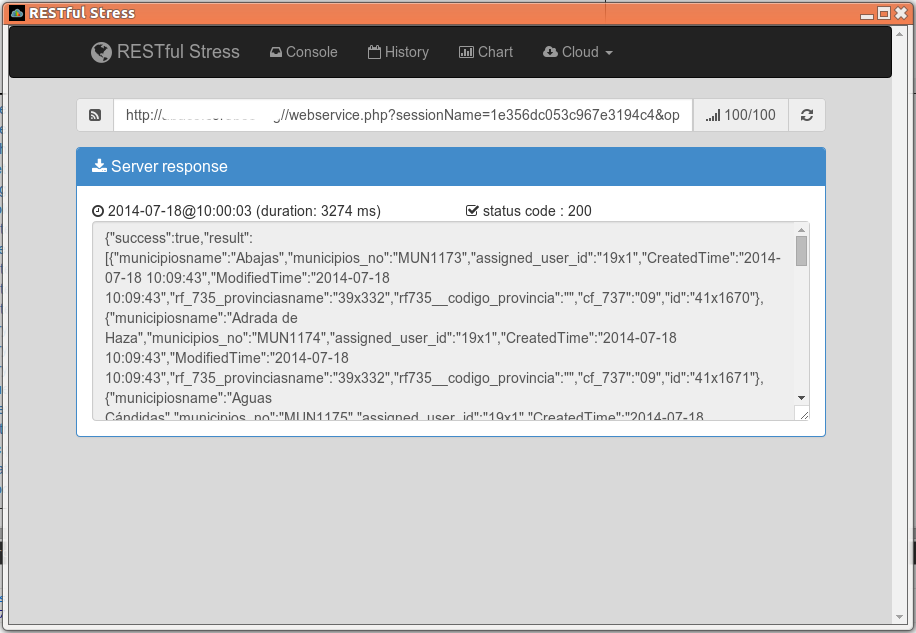 RESTful Stress
RESTful Stress Console History Chart Cloud
http:// //webservice.php?sessionName=1e356dc053c967e3194c4&op 100/100
Server response
2014-07-18@10:00:03 (duration: 3274 ms) status code : 200
{"success":true,"result":
[{"municipiosname":"Abajas","municipios_no":"MUN1173","assigned_user_id":"19x1","CreatedTime":"2014-
07-18 10:09:43","ModifiedTime":"2014-07-18
10:09:43","rf_735_provinciasname":"39x332","rf735__codigo_provincia":"","cf_737":"09","id":"41x1670"},
{"municipiosname":"Adrada de
Haza","municipios_no":"MUN1174","assigned_user_id":"19x1","CreatedTime":"2014-07-18
10:09:43","ModifiedTime":"2014-07-18
10:09:43","rf_735_provinciasname":"39x332","rf735__codigo_provincia":"","cf_737":"09","id":"41x1671"},
{"municipiosname":"Aguas
Cándidas","municipios_no":"MUN1175","assigned_user_id":"19x1","CreatedTime":"2014-07-18